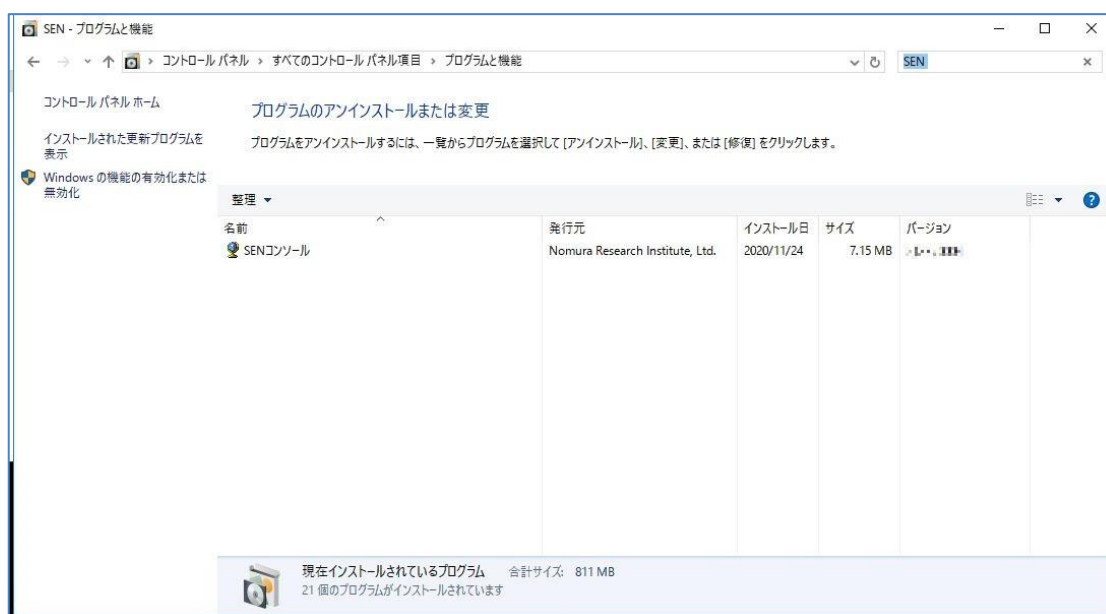 SEN - プログラムと機能
コントロール パネル › すべてのコントロール パネル項目 › プログラムと機能
SEN
コントロール パネル ホーム
インストールされた更新プログラムを
表示
Windows の機能の有効化または
無効化
プログラムのアンインストールまたは変更
プログラムをアンインストールするには、一覧からプログラムを選択して [アンインストール]、[変更]、または [修復] をクリックします。
整理
名前 発行元 インストール日 サイズ バージョン
SENコンソール Nomura Research Institute, Ltd. 2020/11/24 7.15 MB
現在インストールされているプログラム 合計サイズ: 811 MB
21 個のプログラムがインストールされています